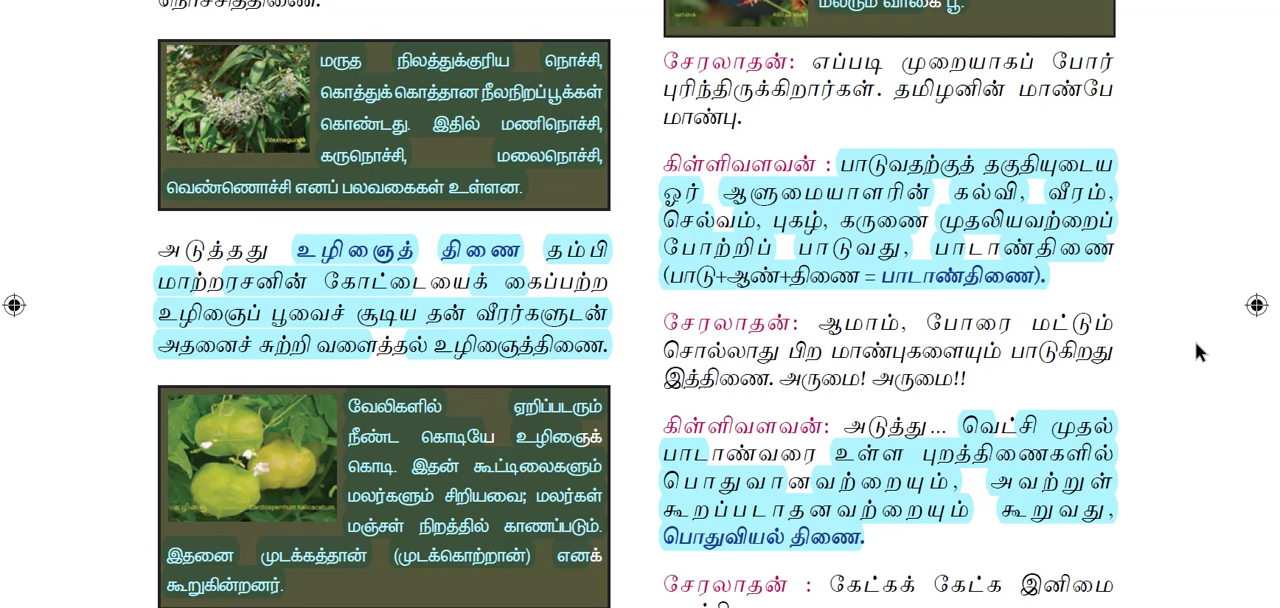 நொச்சித்திணை.
மருத நிலத்துக்குரிய நொச்சி,
கொத்துக் கொத்தான நீலநிறப் பூக்கள்
கொண்டது. இதில் மணிநொச்சி,
கருநொச்சி, மலைநொச்சி,
வெண்ணொச்சி எனப் பலவகைகள் உள்ளன.
அடுத்தது உழிஞைத் திணை தம்பி
மாற்றரசனின் கோட்டையைக் கைப்பற்ற
உழிஞைப் பூவைச் சூடிய தன் வீரர்களுடன்
அதனைச் சுற்றி வளைத்தல் உழிஞைத்திணை.
வேலிகளில் ஏறிப்படரும்
நீண்ட கொடியே உழிஞைக்
கொடி. இதன் கூட்டிலைகளும்
மலர்களும் சிறியவை; மலர்கள்
மஞ்சள் நிறத்தில் காணப்படும்.
Cardiospermum halicacabum
இதனை முடக்கத்தான் (முடக்கொற்றான்) எனக்
கூறுகின்றனர்.
மலரும் வாகை பூ.
சேரலாதன்: எப்படி முறையாகப் போர்
புரிந்திருக்கிறார்கள். தமிழனின் மாண்பே
மாண்பு.
கிள்ளிவளவன் : பாடுவதற்குத் தகுதியுடைய
ஓர் ஆளுமையாளரின் கல்வி, வீரம்,
செல்வம், புகழ், கருணை முதலியவற்றைப்
போற்றிப் பாடுவது, பாடாண்திணை
(பாடு+ஆண்+திணை = பாடாண்திணை).
சேரலாதன்: ஆமாம், போரை மட்டும்
சொல்லாது பிற மாண்புகளையும் பாடுகிறது
இத்திணை. அருமை! அருமை!!
கிள்ளிவளவன்: அடுத்து... வெட்சி முதல்
பாடாண்வரை உள்ள புறத்திணைகளில்
பொதுவானவற்றையும், அவற்றுள்
கூறப்படாதனவற்றையும் கூறுவது,
பொதுவியல் திணை.
சேரலாதன் : கேட்கக் கேட்க இனிமை